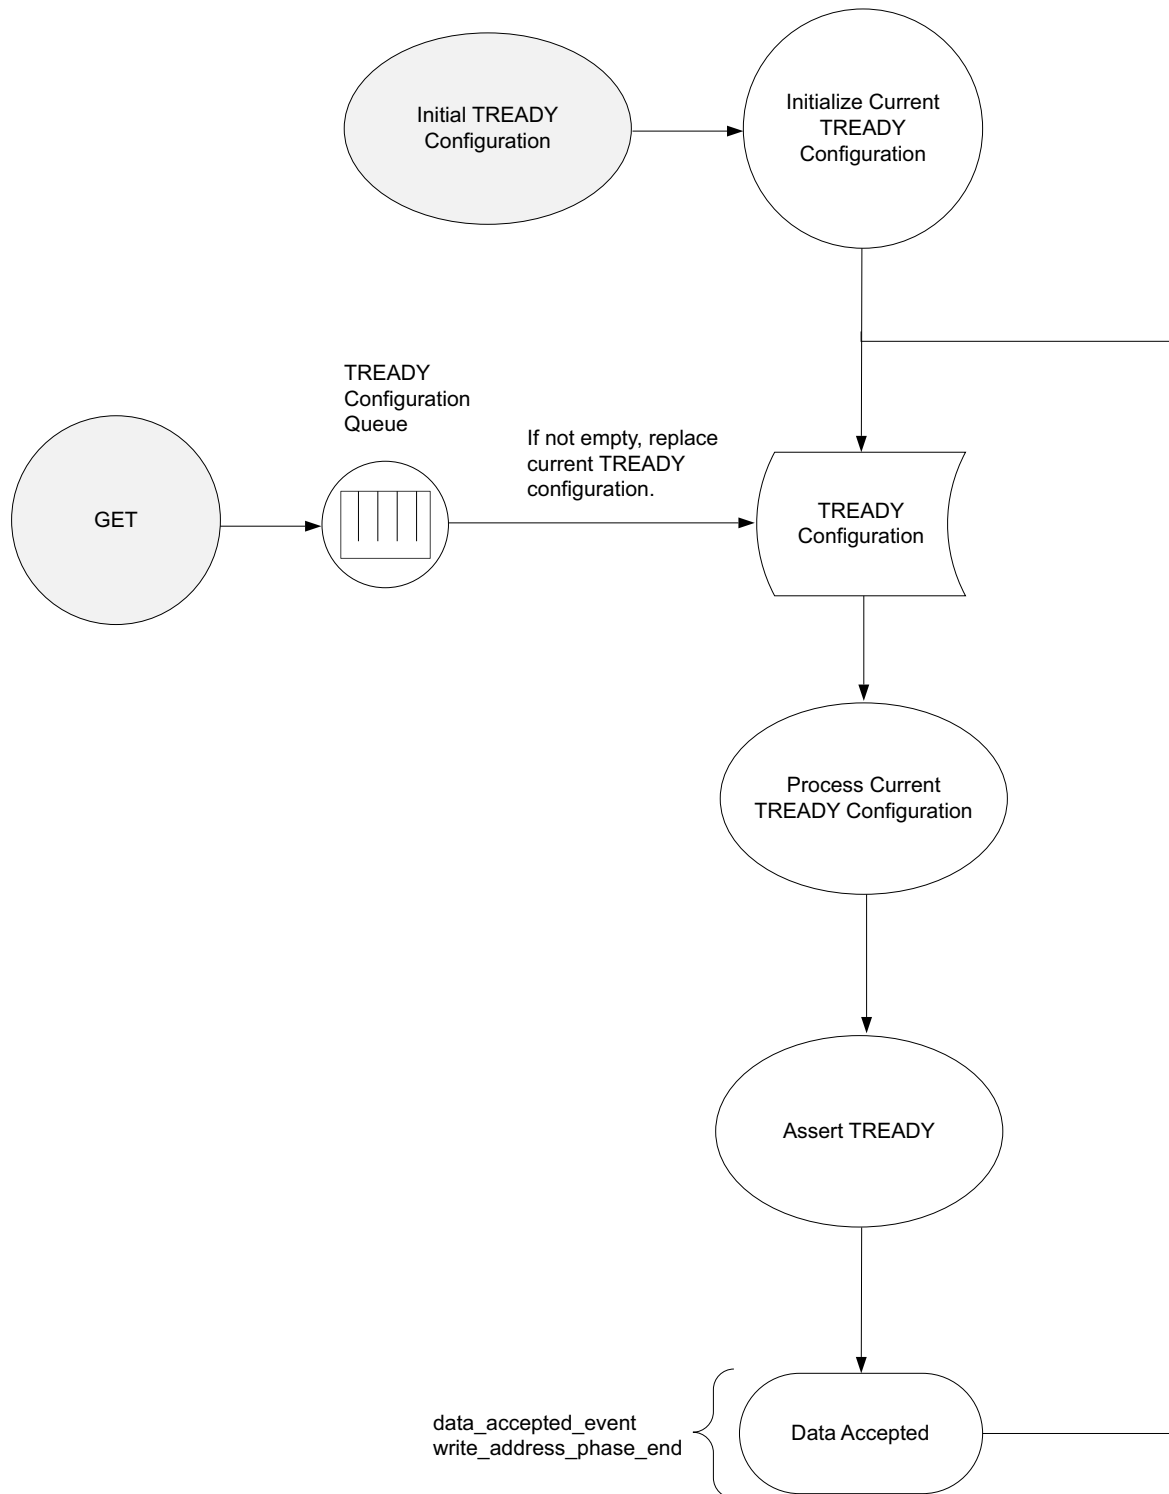 Initial TREADY
Configuration
Initialize Current
TREADY
Configuration
TREADY
Configuration
Queue
If not empty, replace
current TREADY
configuration.
GET
TREADY
Configuration
Process Current
TREADY Configuration
Assert TREADY
data_accepted_event
write_address_phase_end
Data Accepted